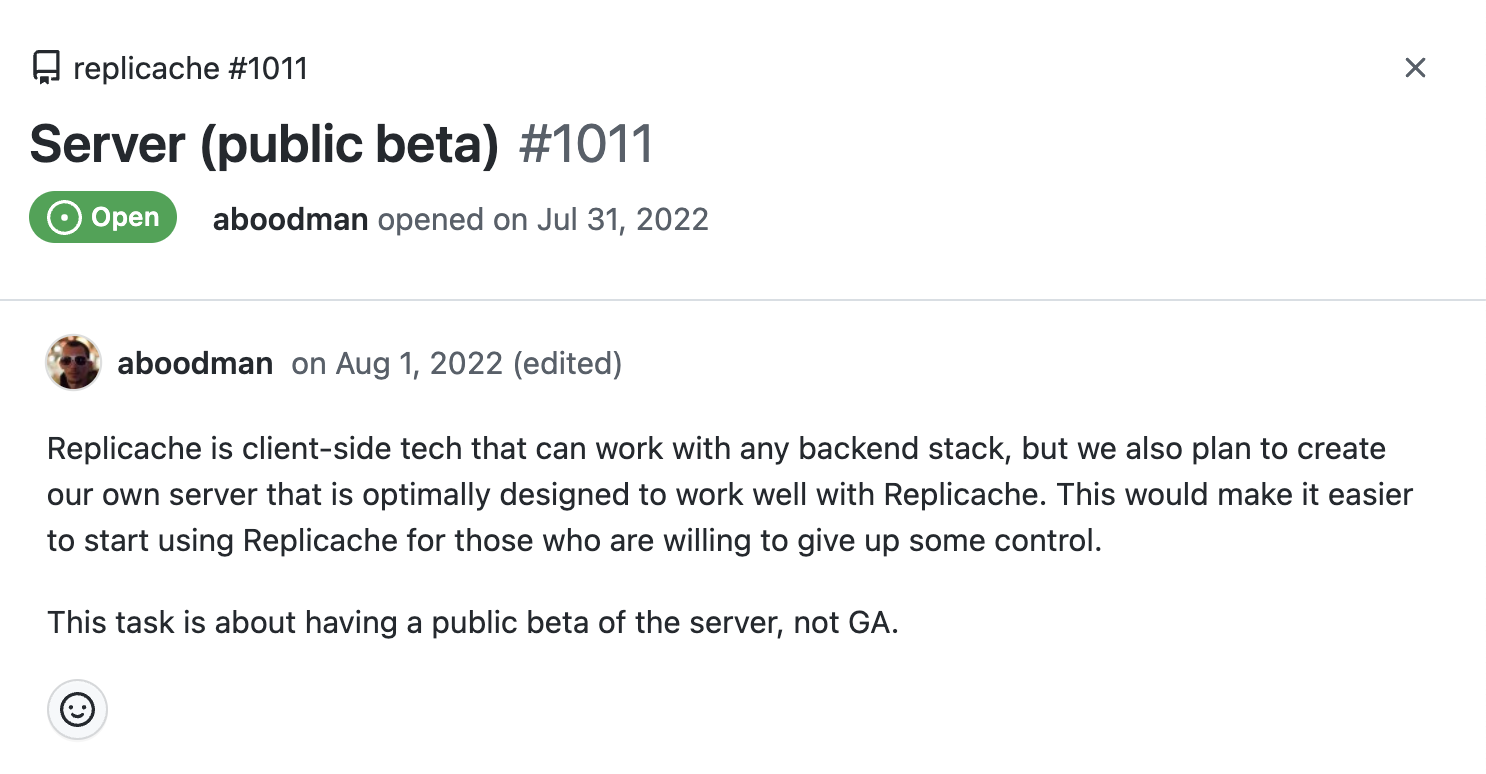 replicache #1011
Server (public beta) #1011
Open aboodman opened on Jul 31, 2022
aboodman on Aug 1, 2022 (edited)
Replicache is client-side tech that can work with any backend stack, but we also plan to create
our own server that is optimally designed to work well with Replicache. This would make it easier
to start using Replicache for those who are willing to give up some control.
This task is about having a public beta of the server, not GA.